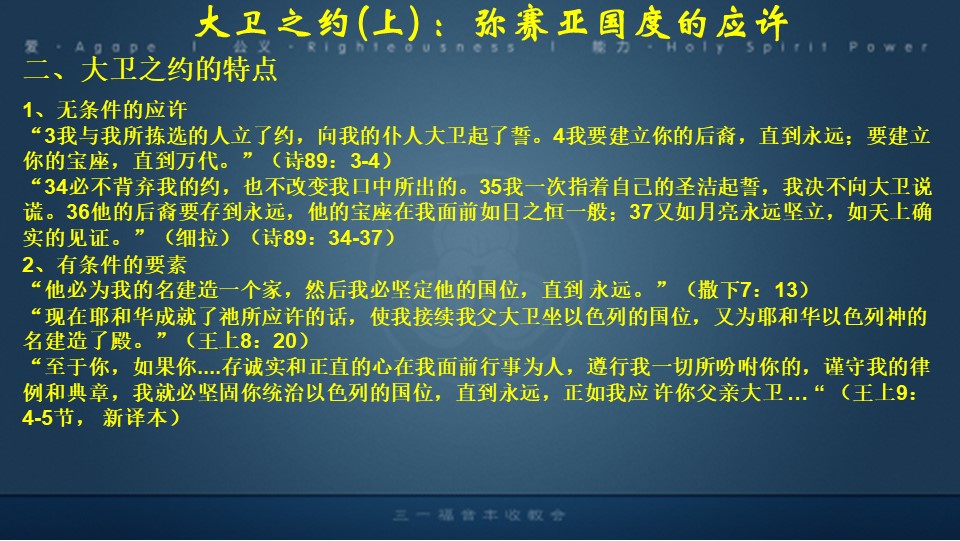 大卫之约(上)：弥赛亚国度的应许
爱 · Agape | 公义 · Righteousness | 能力 · Holy Spirit Power
二、大卫之约的特点
1、无条件的应许
“3我与我所拣选的人立了约，向我的仆人大卫起了誓。4我要建立你的后裔，直到永远；要建立
你的宝座，直到万代。”（诗89：3-4）
“34必不背弃我的约，也不改变我口中所出的。35我一次指着自己的圣洁起誓，我决不向大卫说
谎。36他的后裔要存到永远，他的宝座在我面前如日之恒一般；37又如月亮永远坚立，如天上确
实的见证。”（细拉）（诗89：34-37）
2、有条件的要素
“他必为我的名建造一个家，然后我必坚定他的国位，直到 永远。”（撒下7：13）
“现在耶和华成就了祂所应许的话，使我接续我父大卫坐以色列的国位，又为耶和华以色列神的
名建造了殿。”（王上8：20）
“至于你，如果你....存诚实和正直的心在我面前行事为人，遵行我一切所吩咐你的，谨守我的律
例和典章，我就必坚固你统治以色列的国位，直到永远，正如我应 许你父亲大卫 ... “ （王上9：
4-5节， 新译本）
三一福音丰收教会